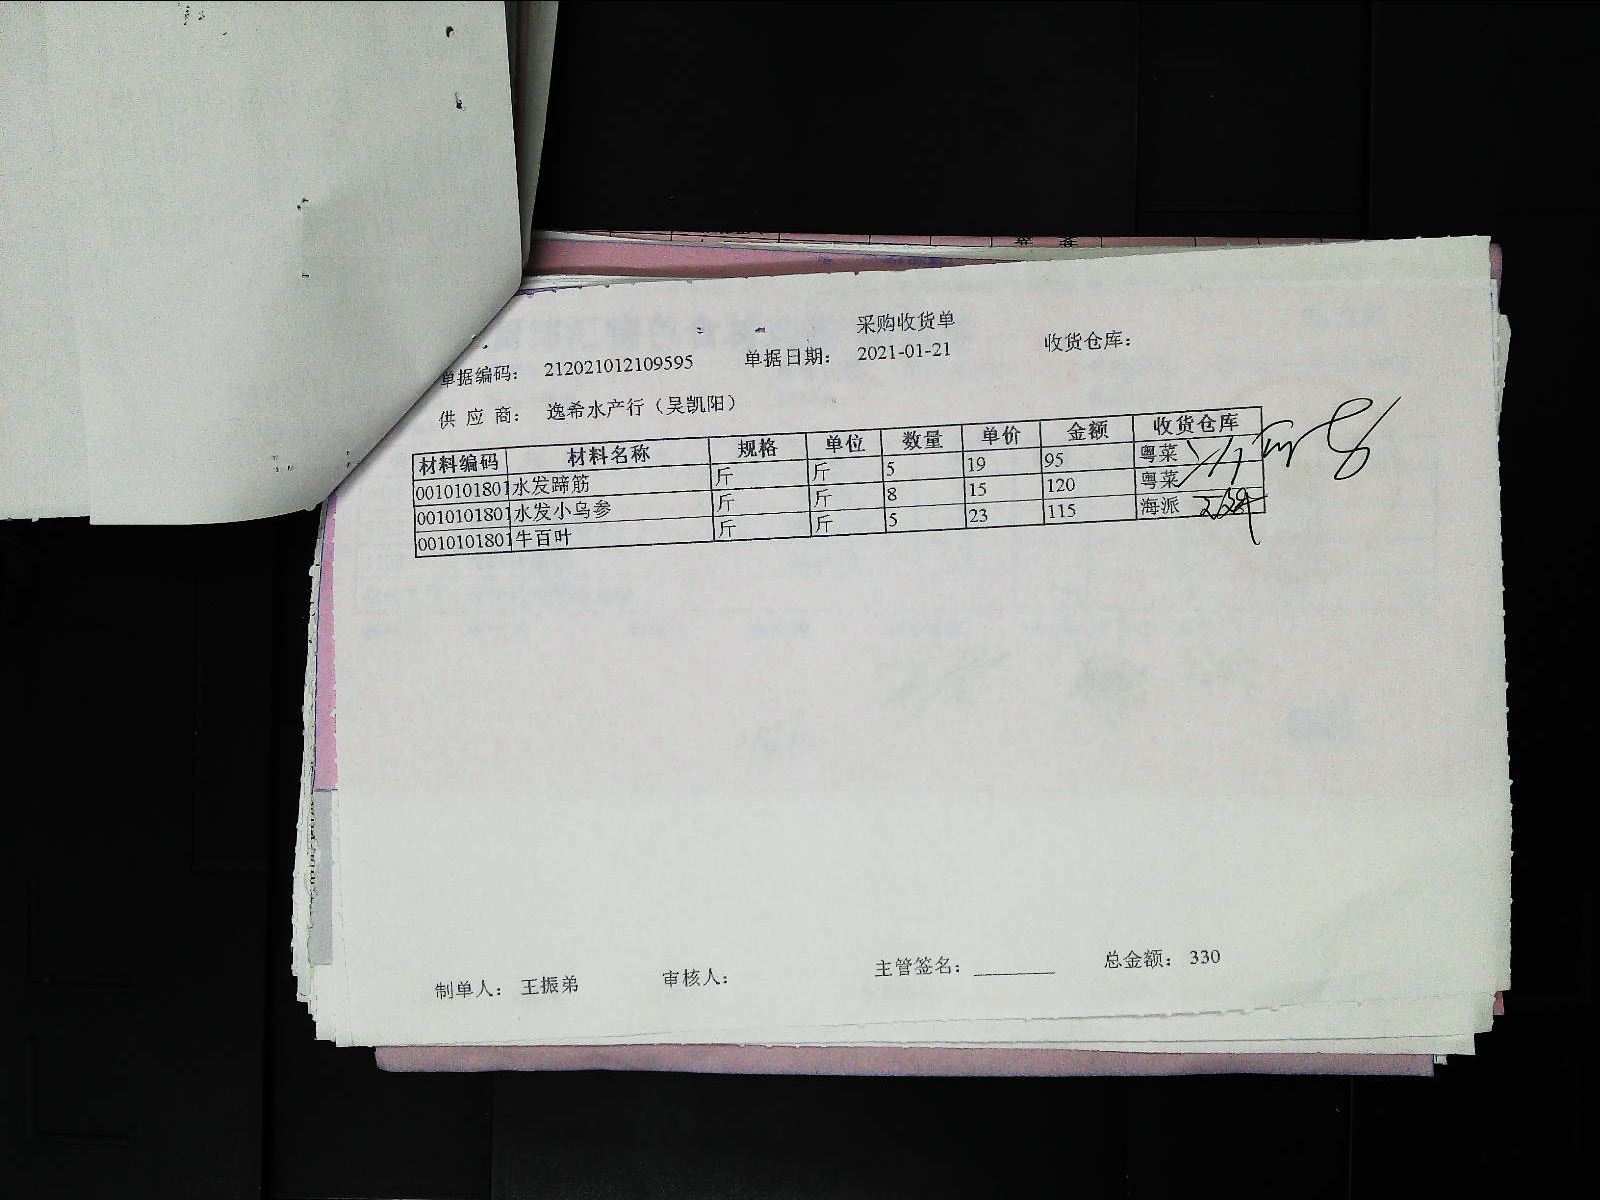 采购收货单
单据编码： 212021012109595 单据日期： 2021-01-21 收货仓库：
供 应 商： 逸希水产行（吴凯阳）
材料编码 材料名称 规格 单位 数量 单价 金额 收货仓库
0010101801 水发蹄筋 斤 斤 5 19 95 粤菜
0010101801 水发小乌参 斤 斤 8 15 120 粤菜
0010101801 牛百叶 斤 斤 5 23 115 海派
制单人： 王振弟 审核人： 主管签名： ________ 总金额： 330